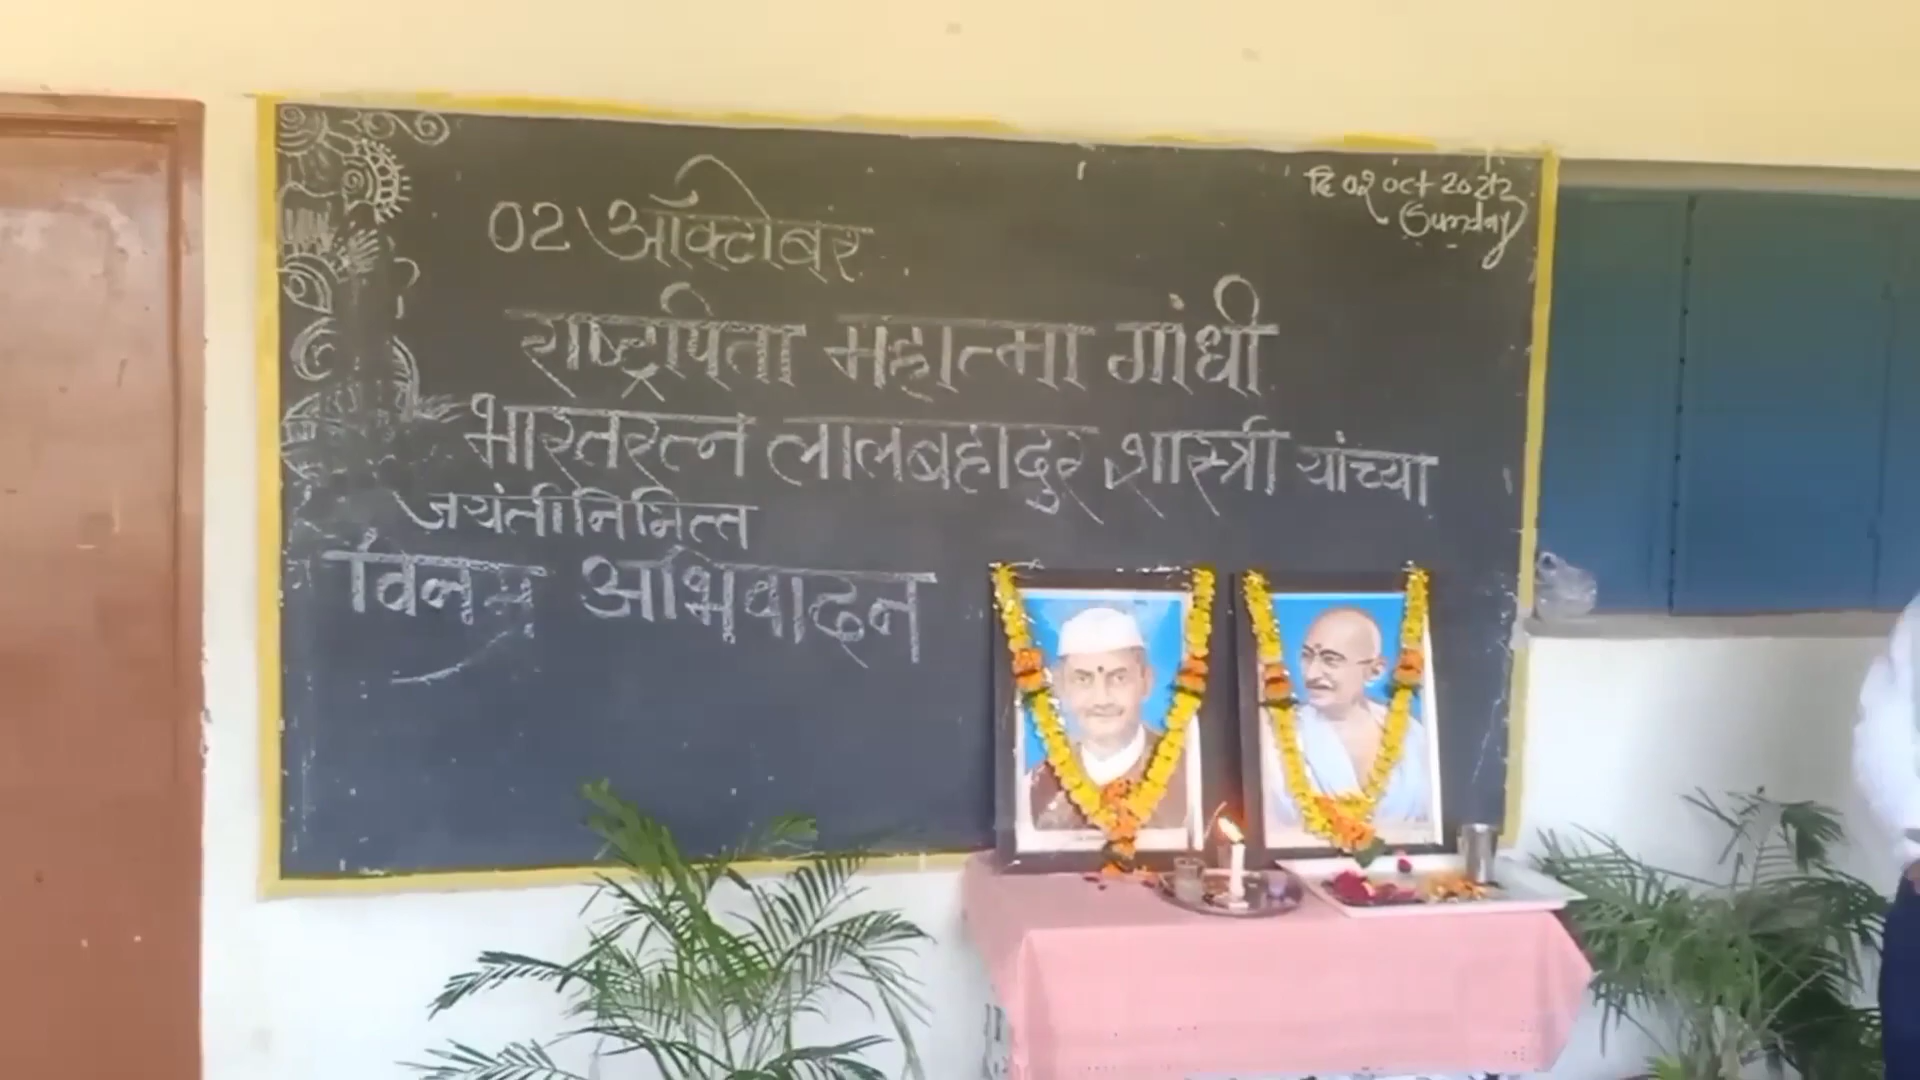 दि 02 oct 2022
(Sunday)
02 ऑक्टोबर
राष्ट्रपिता महात्मा गांधी
भारतरत्न लालबहादुर शास्त्री यांच्या
जयंतीनिमित्त
विनम्र अभिवादन